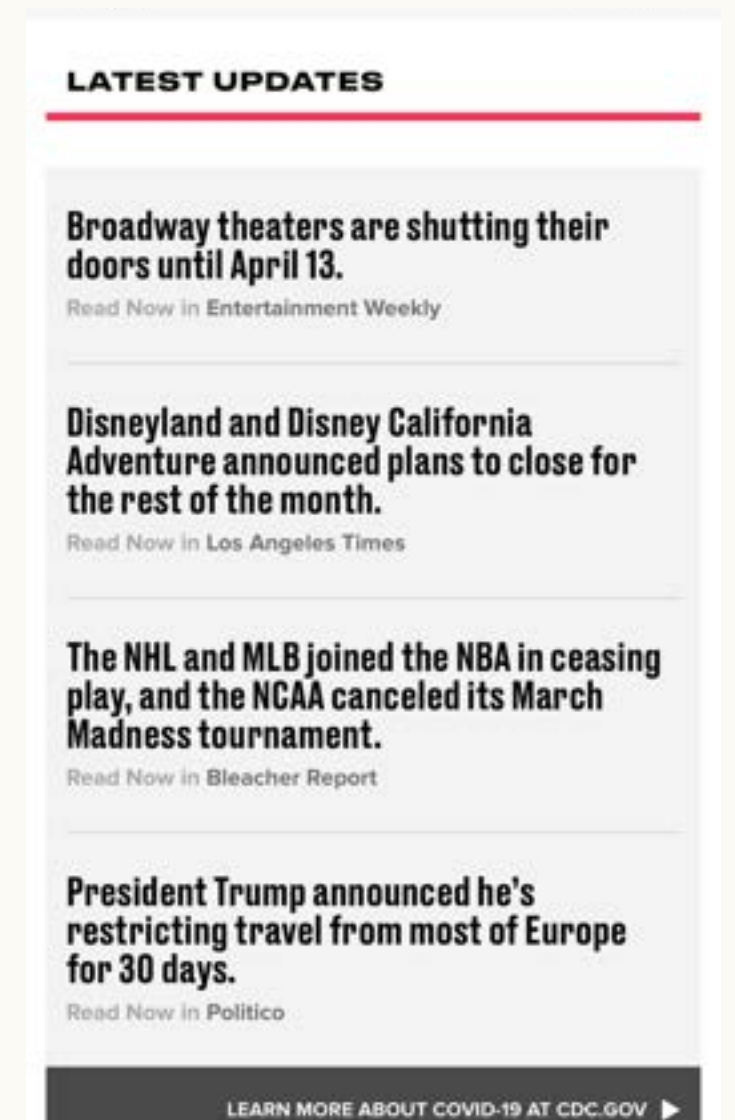 LATEST UPDATES
Broadway theaters are shutting their
doors until April 13.
Read Now in Entertainment Weekly
Disneyland and Disney California
Adventure announced plans to close for
the rest of the month.
Read Now in Los Angeles Times
The NHL and MLB joined the NBA in ceasing
play, and the NCAA canceled its March
Madness tournament.
Read Now in Bleacher Report
President Trump announced he's
restricting travel from most of Europe
for 30 days.
Read Now in Politico
LEARN MORE ABOUT COVID-19 AT CDC.GOV